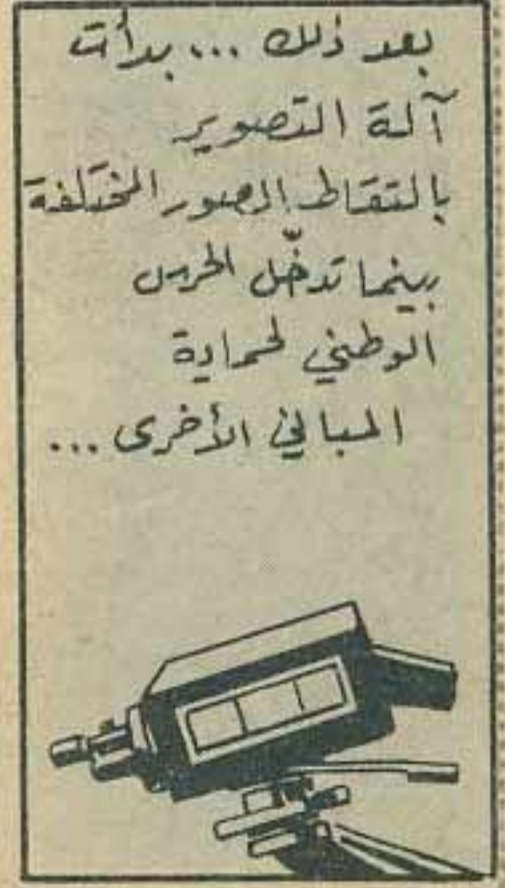 بعد ذلك ... بدأت
آلة التصوير
بالتقاط الصور المختلفة
بينما تدخّل الحرس
الوطني لحماية
المباني الأخرى ...